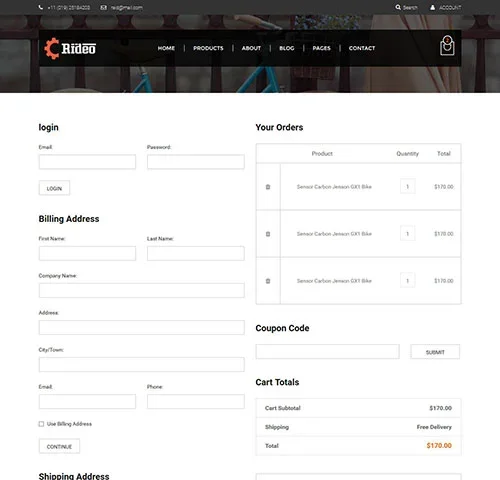 +11 (019) 25184203 raid@mail.com Search ACCOUNT
Rideo HOME PRODUCTS ABOUT BLOG PAGES CONTACT
login
Email: Password:
LOGIN
Billing Address
First Name: Last Name:
Company Name:
Address:
City/Town:
Email: Phone:
Use Billing Address
CONTINUE
Shipping Address
Your Orders
Product Quantity Total
Sensor Carbon Jenson GX1 Bike 1 $170.00
Sensor Carbon Jenson GX1 Bike 1 $170.00
Sensor Carbon Jenson GX1 Bike 1 $170.00
Coupon Code
SUBMIT
Cart Totals
Cart Subtotal $170.00
Shipping Free Delivery
Total $170.00